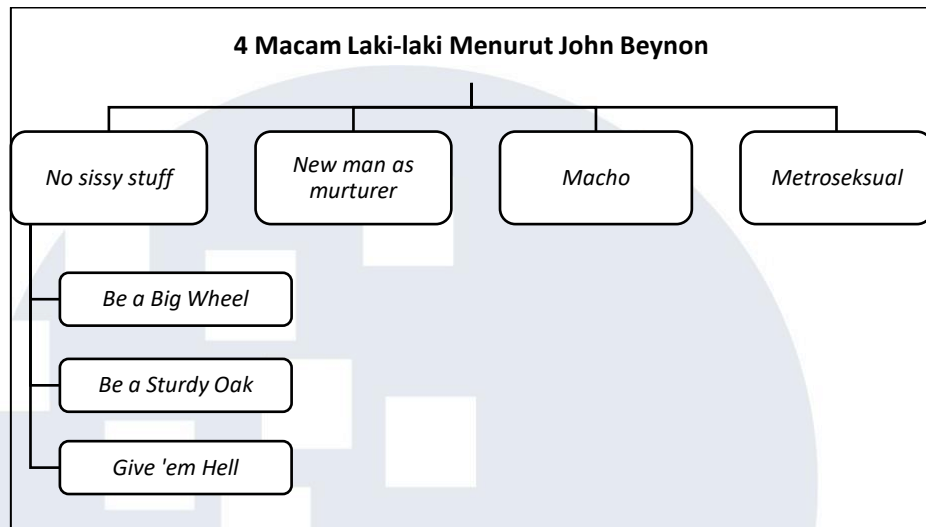 4 Macam Laki-laki Menurut John Beynon
No sissy stuff
New man as
murturer
Macho
Metroseksual
Be a Big Wheel
Be a Sturdy Oak
Give 'em Hell